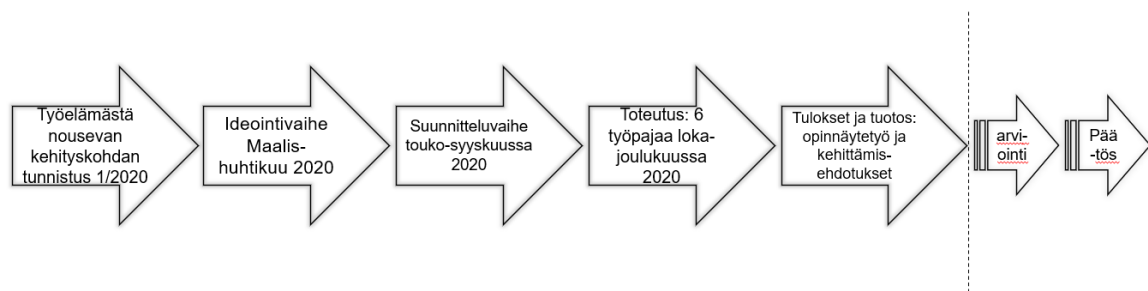 Työelämästä
nousevan
kehityskohdan
tunnistus 1/2020
Ideointivaihe
Maalis-
huhtikuu 2020
Suunnitteluvaihe
touko-syyskuussa
2020
Toteutus: 6
työpajaa loka-
joulukuussa
2020
Tulokset ja tuotos:
opinnäytetyö ja
kehittämis-
ehdotukset
arvi-
ointi
Pää
-tös